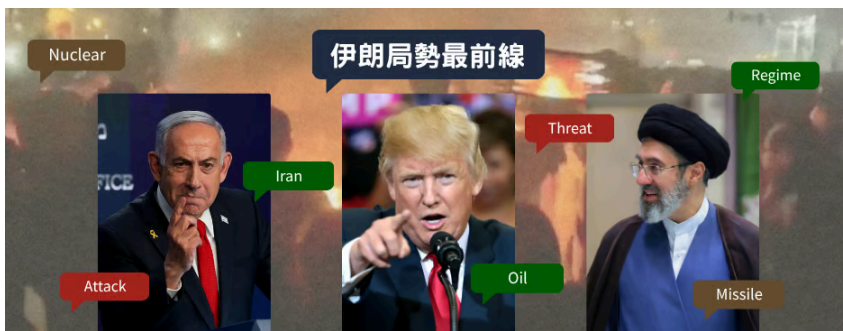 Nuclear
伊朗局勢最前線
Regime
Threat
FICE
Iran
Oil
Attack
Missile